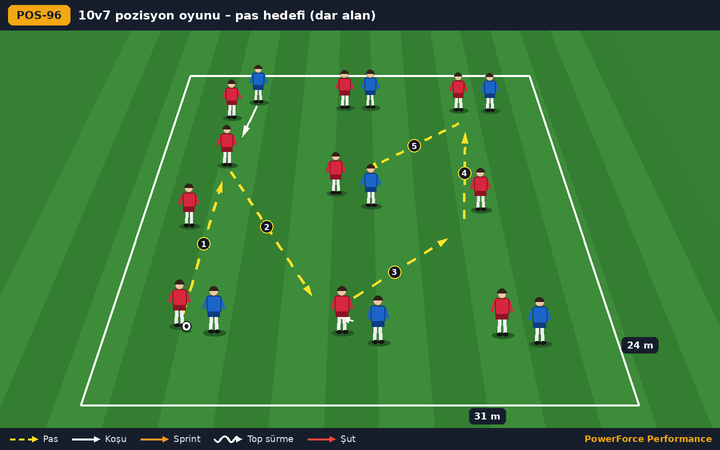 POS-96 10v7 pozisyon oyunu – pas hedefi (dar alan)
5
4
2
1
3
24 m
31 m
Pas Koşu Sprint Top sürme Şut PowerForce Performance